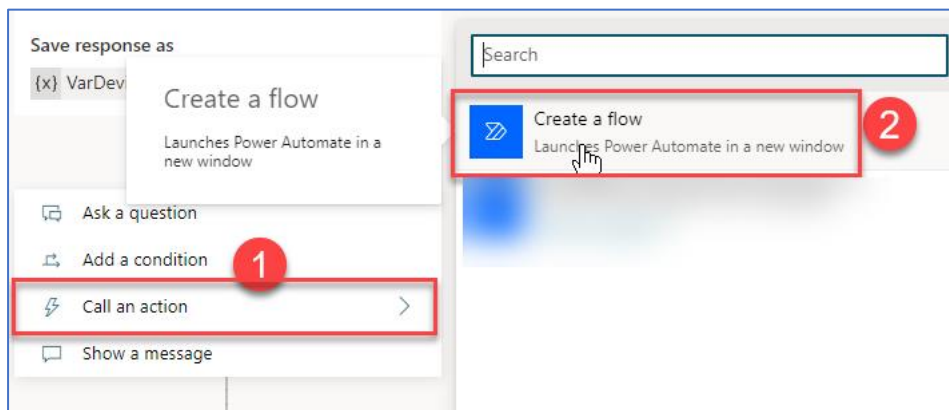 Save response as
{x} VarDevi
Create a flow
Launches Power Automate in a
new window
Ask a question
Add a condition
1
Call an action
Show a message
Search
Create a flow
2
Launches Power Automate in a new window